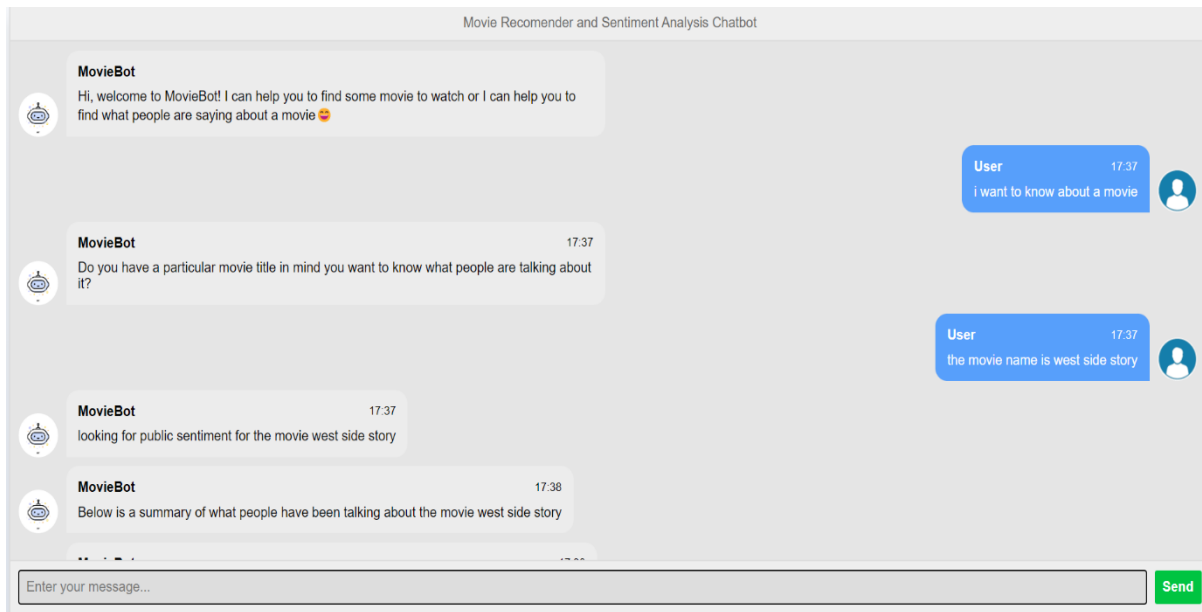 Movie Recomender and Sentiment Analysis Chatbot
MovieBot
Hi, welcome to MovieBot! I can help you to find some movie to watch or I can help you to
find what people are saying about a movie😄
User 17:37
i want to know about a movie
MovieBot 17:37
Do you have a particular movie title in mind you want to know what people are talking about
it?
User 17:37
the movie name is west side story
MovieBot 17:37
looking for public sentiment for the movie west side story
MovieBot 17:38
Below is a summary of what people have been talking about the movie west side story
Enter your message...
Send